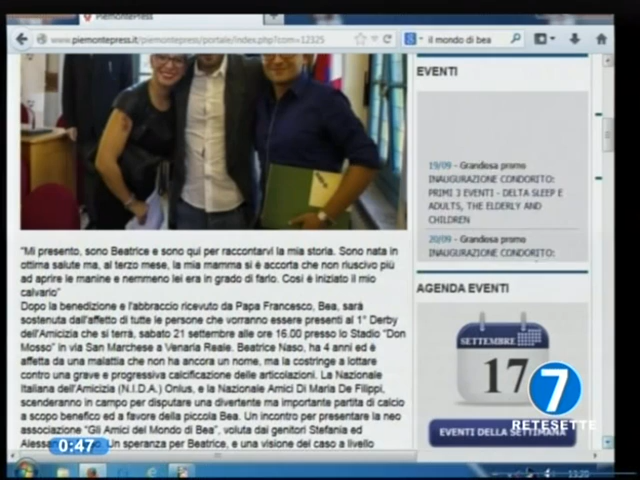 PiemontePress
www.piemontepress.it/piemontepress/portale/index.php?com=12325
il mondo di bea
EVENTI
19/09 - Grandosa promo
INAUGURAZIONE CONDORITO:
PRIMI 3 EVENTI - DELTA SLEEP E
ADULTS, THE ELDERLY AND
CHILDREN
20/09 - Grandosa promo
INAUGURAZIONE CONDORITO:
"Mi presento, sono Beatrice e sono qui per raccontarvi la mia storia. Sono nata in
ottima salute ma, al terzo mese, la mia mamma si è accorta che non riuscivo più
ad aprire le manine e nemmeno lei era in grado di farlo. Così è iniziato il mio
calvario"
Dopo la benedizione e l'abbraccio ricevuto da Papa Francesco, Bea, sarà
sostenuta dall'affetto di tutte le persone che vorranno essere presenti al 1° Derby
dell'Amicizia che si terrà, sabato 21 settembre alle ore 16.00 presso lo Stadio "Don
Mosso" in via San Marchese a Venaria Reale. Beatrice Naso, ha 4 anni ed è
affetta da una malattia che non ha ancora un nome, ma la costringe a lottare
contro una grave e progressiva calcificazione delle articolazioni. La Nazionale
Italiana dell'Amicizia (N.I.D.A.) Onlus, e la Nazionale Amici Di Maria De Filippi,
scenderanno in campo per disputare una divertente ma importante partita di calcio
a scopo benefico ed a favore della piccola Bea. Un incontro per presentare la neo
associazione "Gli Amici del Mondo di Bea", voluta dai genitori Stefania ed
Un speranza per Beatrice, e una visione del caso a livello
AGENDA EVENTI
SETTEMBRE
17
EVENTI DELLA SETTIMANA
7
RETESETTE
0:47